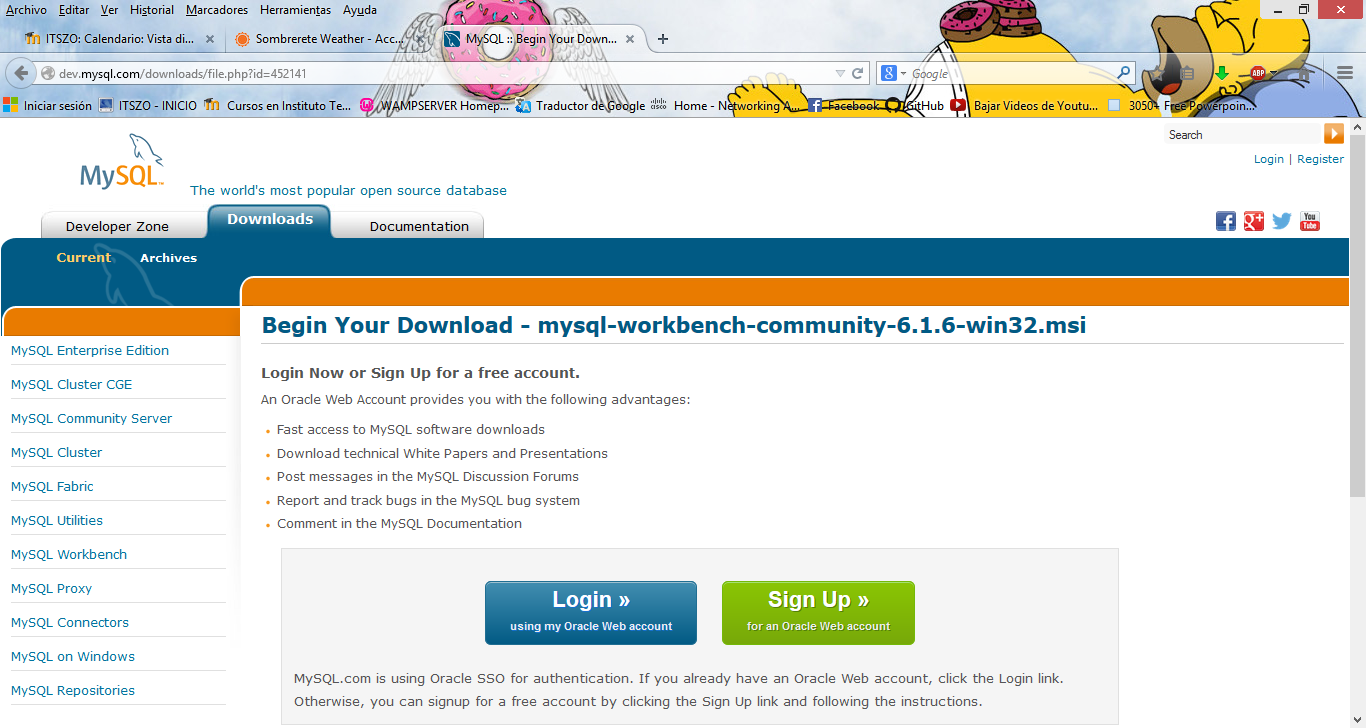 Archivo Editar Ver Historial Marcadores Herramientas Ayuda
ITSZO: Calendario: Vista di... Sombrerete Weather - Acc... MySQL :: Begin Your Down...
dev.mysql.com/downloads/file.php?id=452141 Google
Iniciar sesión ITSZO - INICIO Cursos en Instituto Te... WAMPSERVER Homep... Traductor de Google Home - Networking A... Facebook GitHub Bajar Videos de Youtu... 3050+ Free Powerpoin...
Search
Login | Register
MySQL™
The world's most popular open source database
Developer Zone Downloads Documentation
Current Archives
Begin Your Download - mysql-workbench-community-6.1.6-win32.msi
MySQL Enterprise Edition
MySQL Cluster CGE
MySQL Community Server
MySQL Cluster
MySQL Fabric
MySQL Utilities
MySQL Workbench
MySQL Proxy
MySQL Connectors
MySQL on Windows
MySQL Repositories
Login Now or Sign Up for a free account.
An Oracle Web Account provides you with the following advantages:
Fast access to MySQL software downloads
Download technical White Papers and Presentations
Post messages in the MySQL Discussion Forums
Report and track bugs in the MySQL bug system
Comment in the MySQL Documentation
Login »
using my Oracle Web account
Sign Up »
for an Oracle Web account
MySQL.com is using Oracle SSO for authentication. If you already have an Oracle Web account, click the Login link.
Otherwise, you can signup for a free account by clicking the Sign Up link and following the instructions.